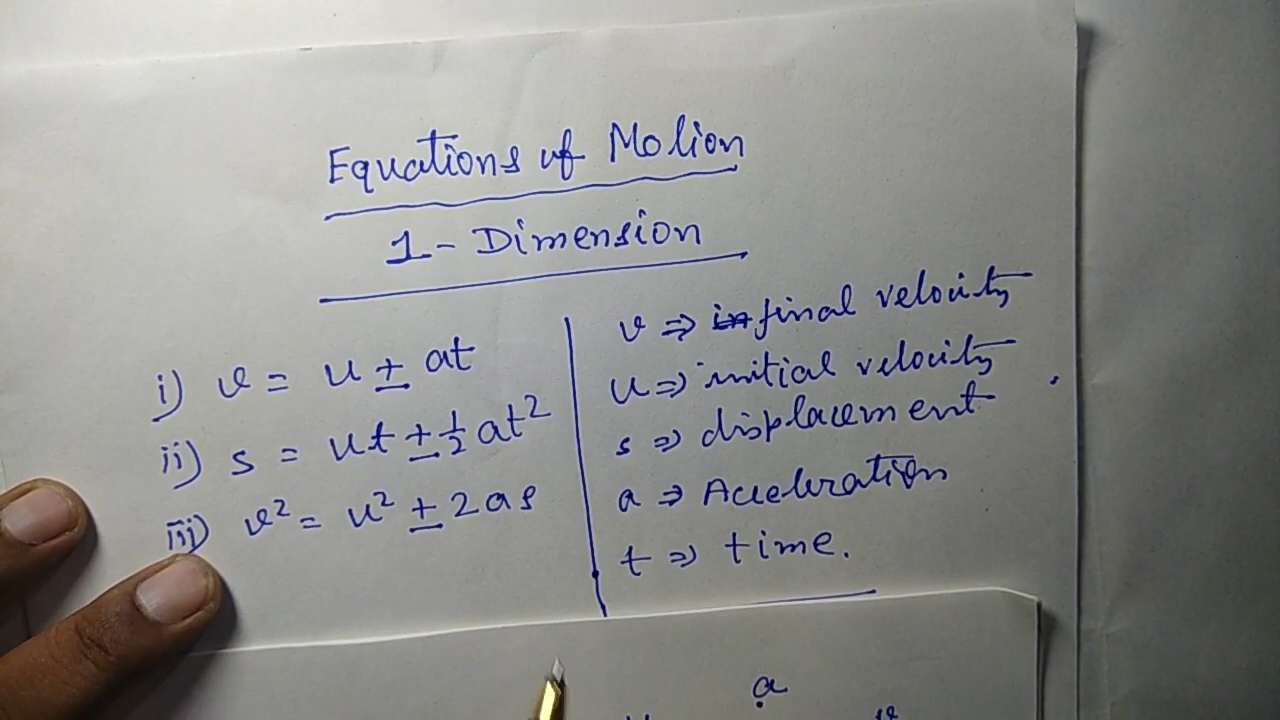 Equations of Motion
1-Dimension
i) v = u ± at
ii) s = ut ± 1/2 at²
iii) v² = u² ± 2as
v ⇒ final velocity
u ⇒ initial velocity
s ⇒ displacement
a ⇒ Acceleration
t ⇒ time.
a